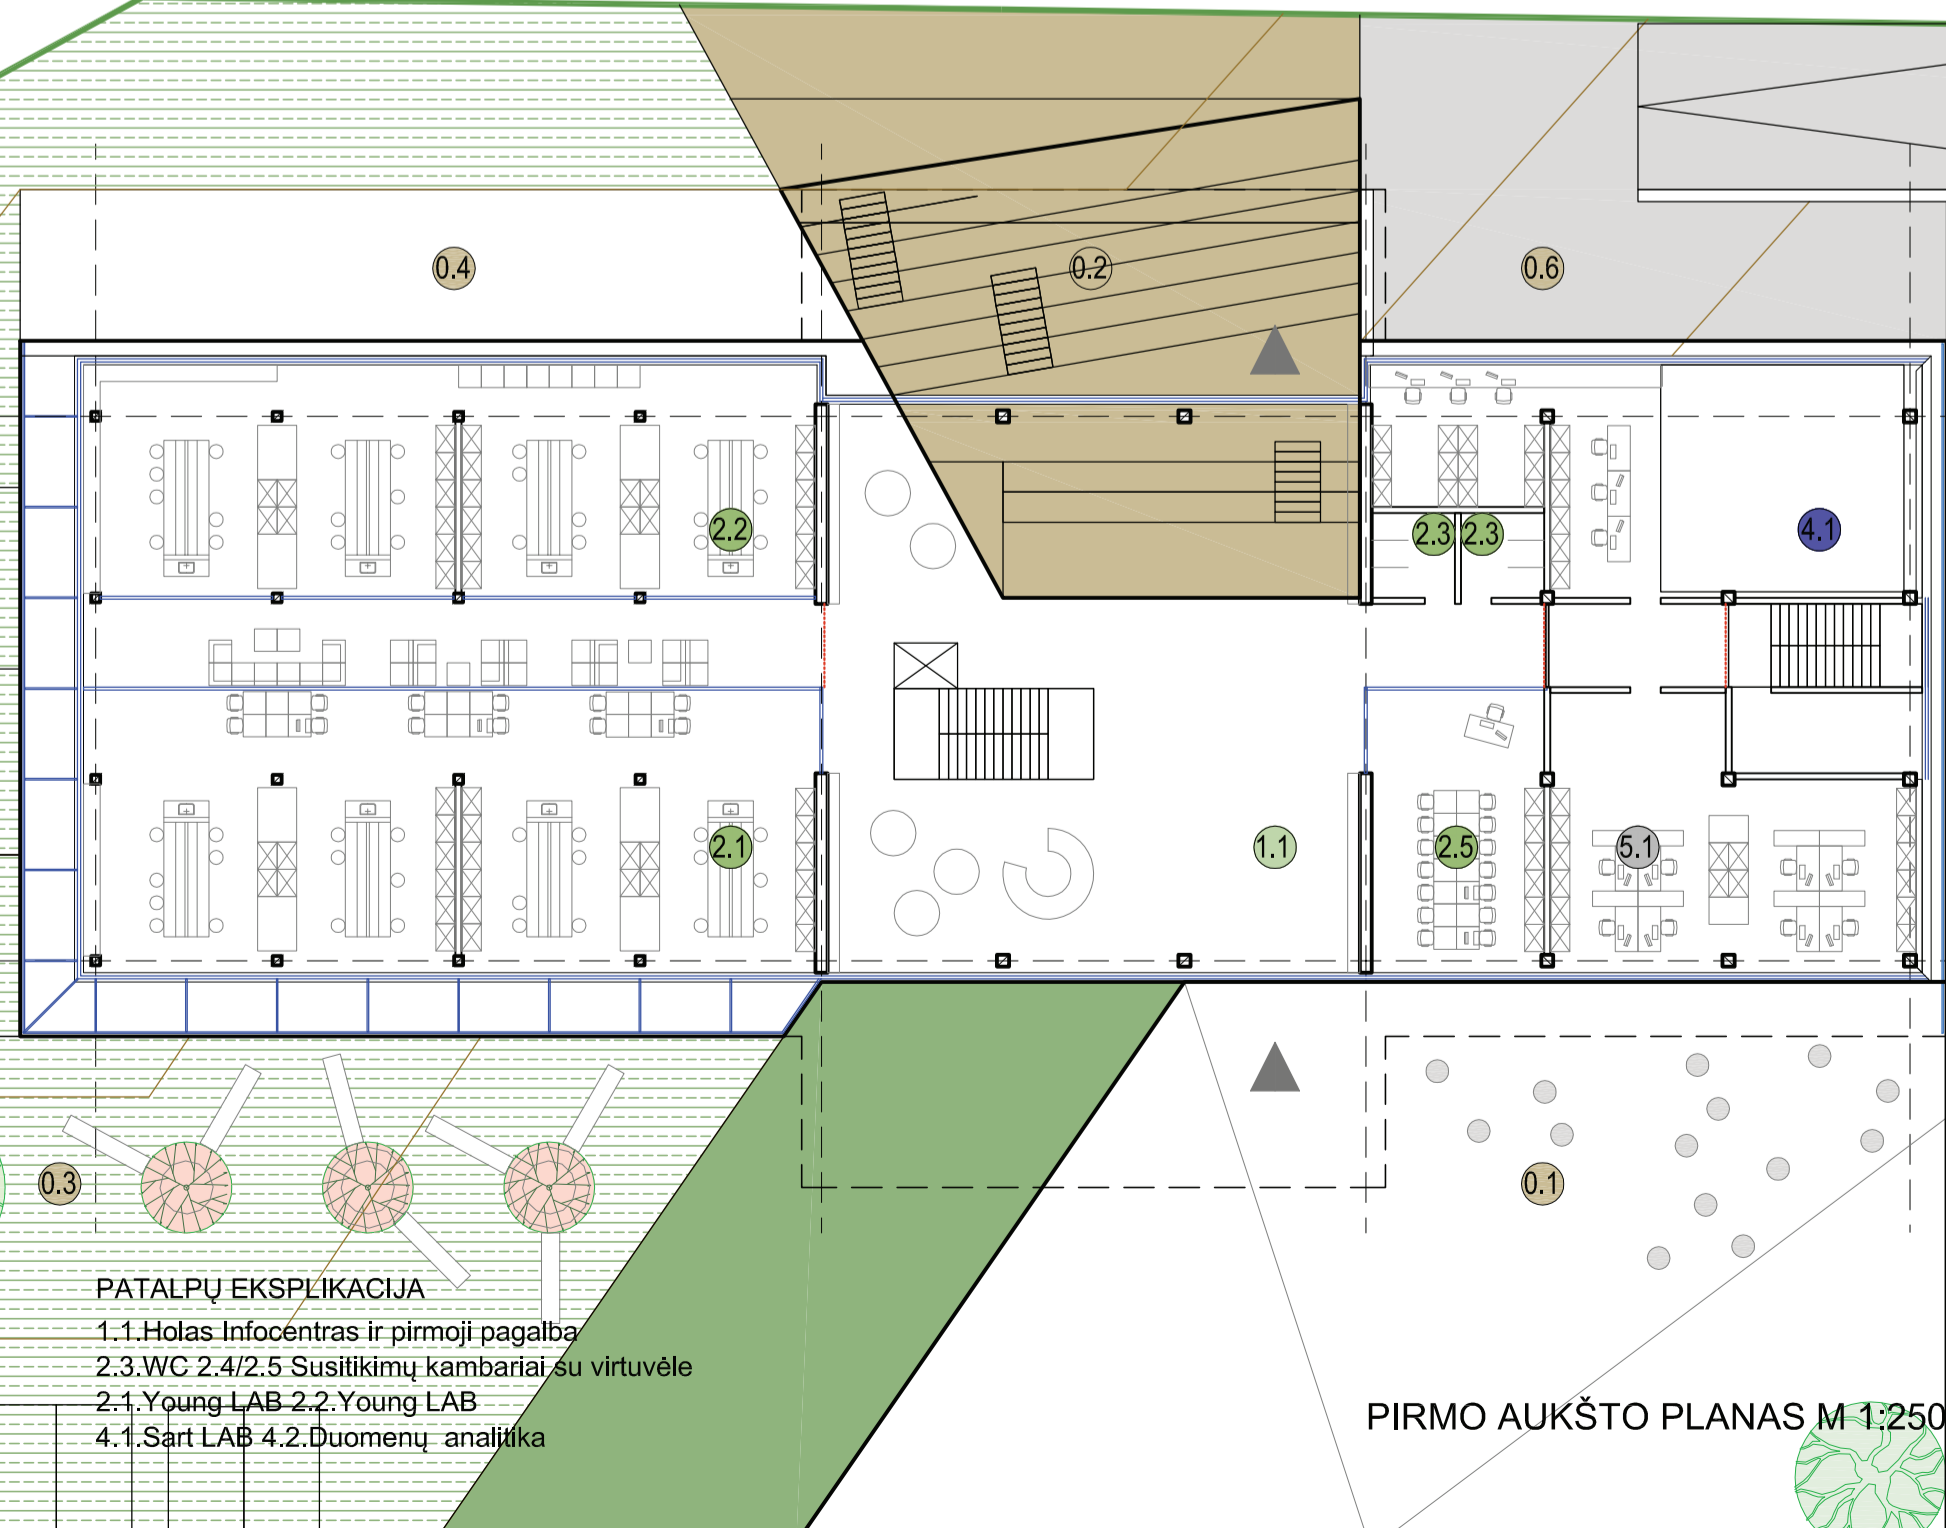 0.4
0.2
0.6
2.2
2.3 2.3
4.1
2.1
1.1
2.5
5.1
0.3
0.1
PATALPŲ EKSPLIKACIJA
1.1.Holas Infocentras ir pirmoji pagalba
2.3.WC 2.4/2.5 Susitikimų kambariai su virtuvėle
2.1.Young LAB 2.2.Young LAB
4.1.Sart LAB 4.2.Duomenų analitika
PIRMO AUKŠTO PLANAS M 1:250